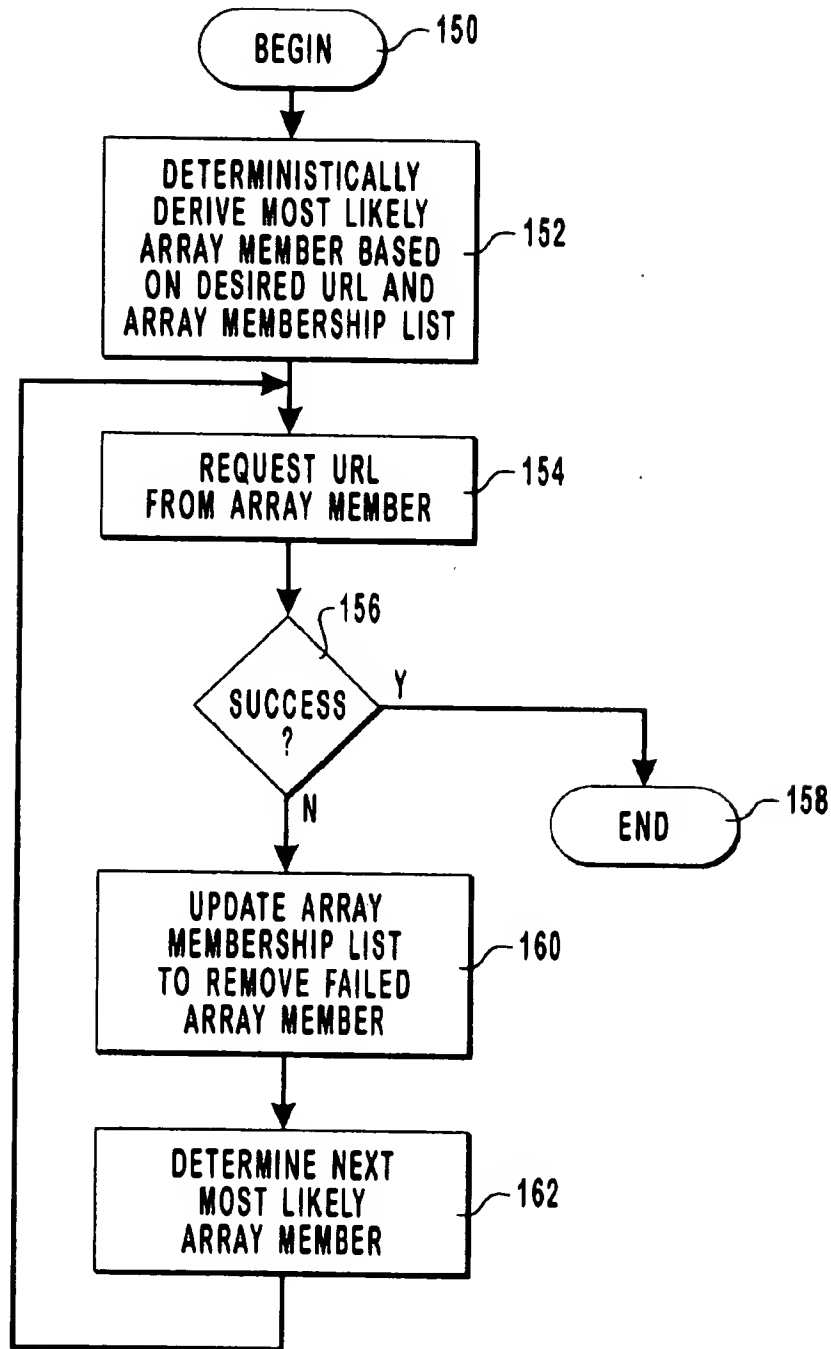 BEGIN
150
DETERMINISTICALLY
DERIVE MOST LIKELY
ARRAY MEMBER BASED
ON DESIRED URL AND
ARRAY MEMBERSHIP LIST
152
REQUEST URL
FROM ARRAY MEMBER
154
156
SUCCESS
?
Y
N
END
158
UPDATE ARRAY
MEMBERSHIP LIST
TO REMOVE FAILED
ARRAY MEMBER
160
DETERMINE NEXT
MOST LIKELY
ARRAY MEMBER
162